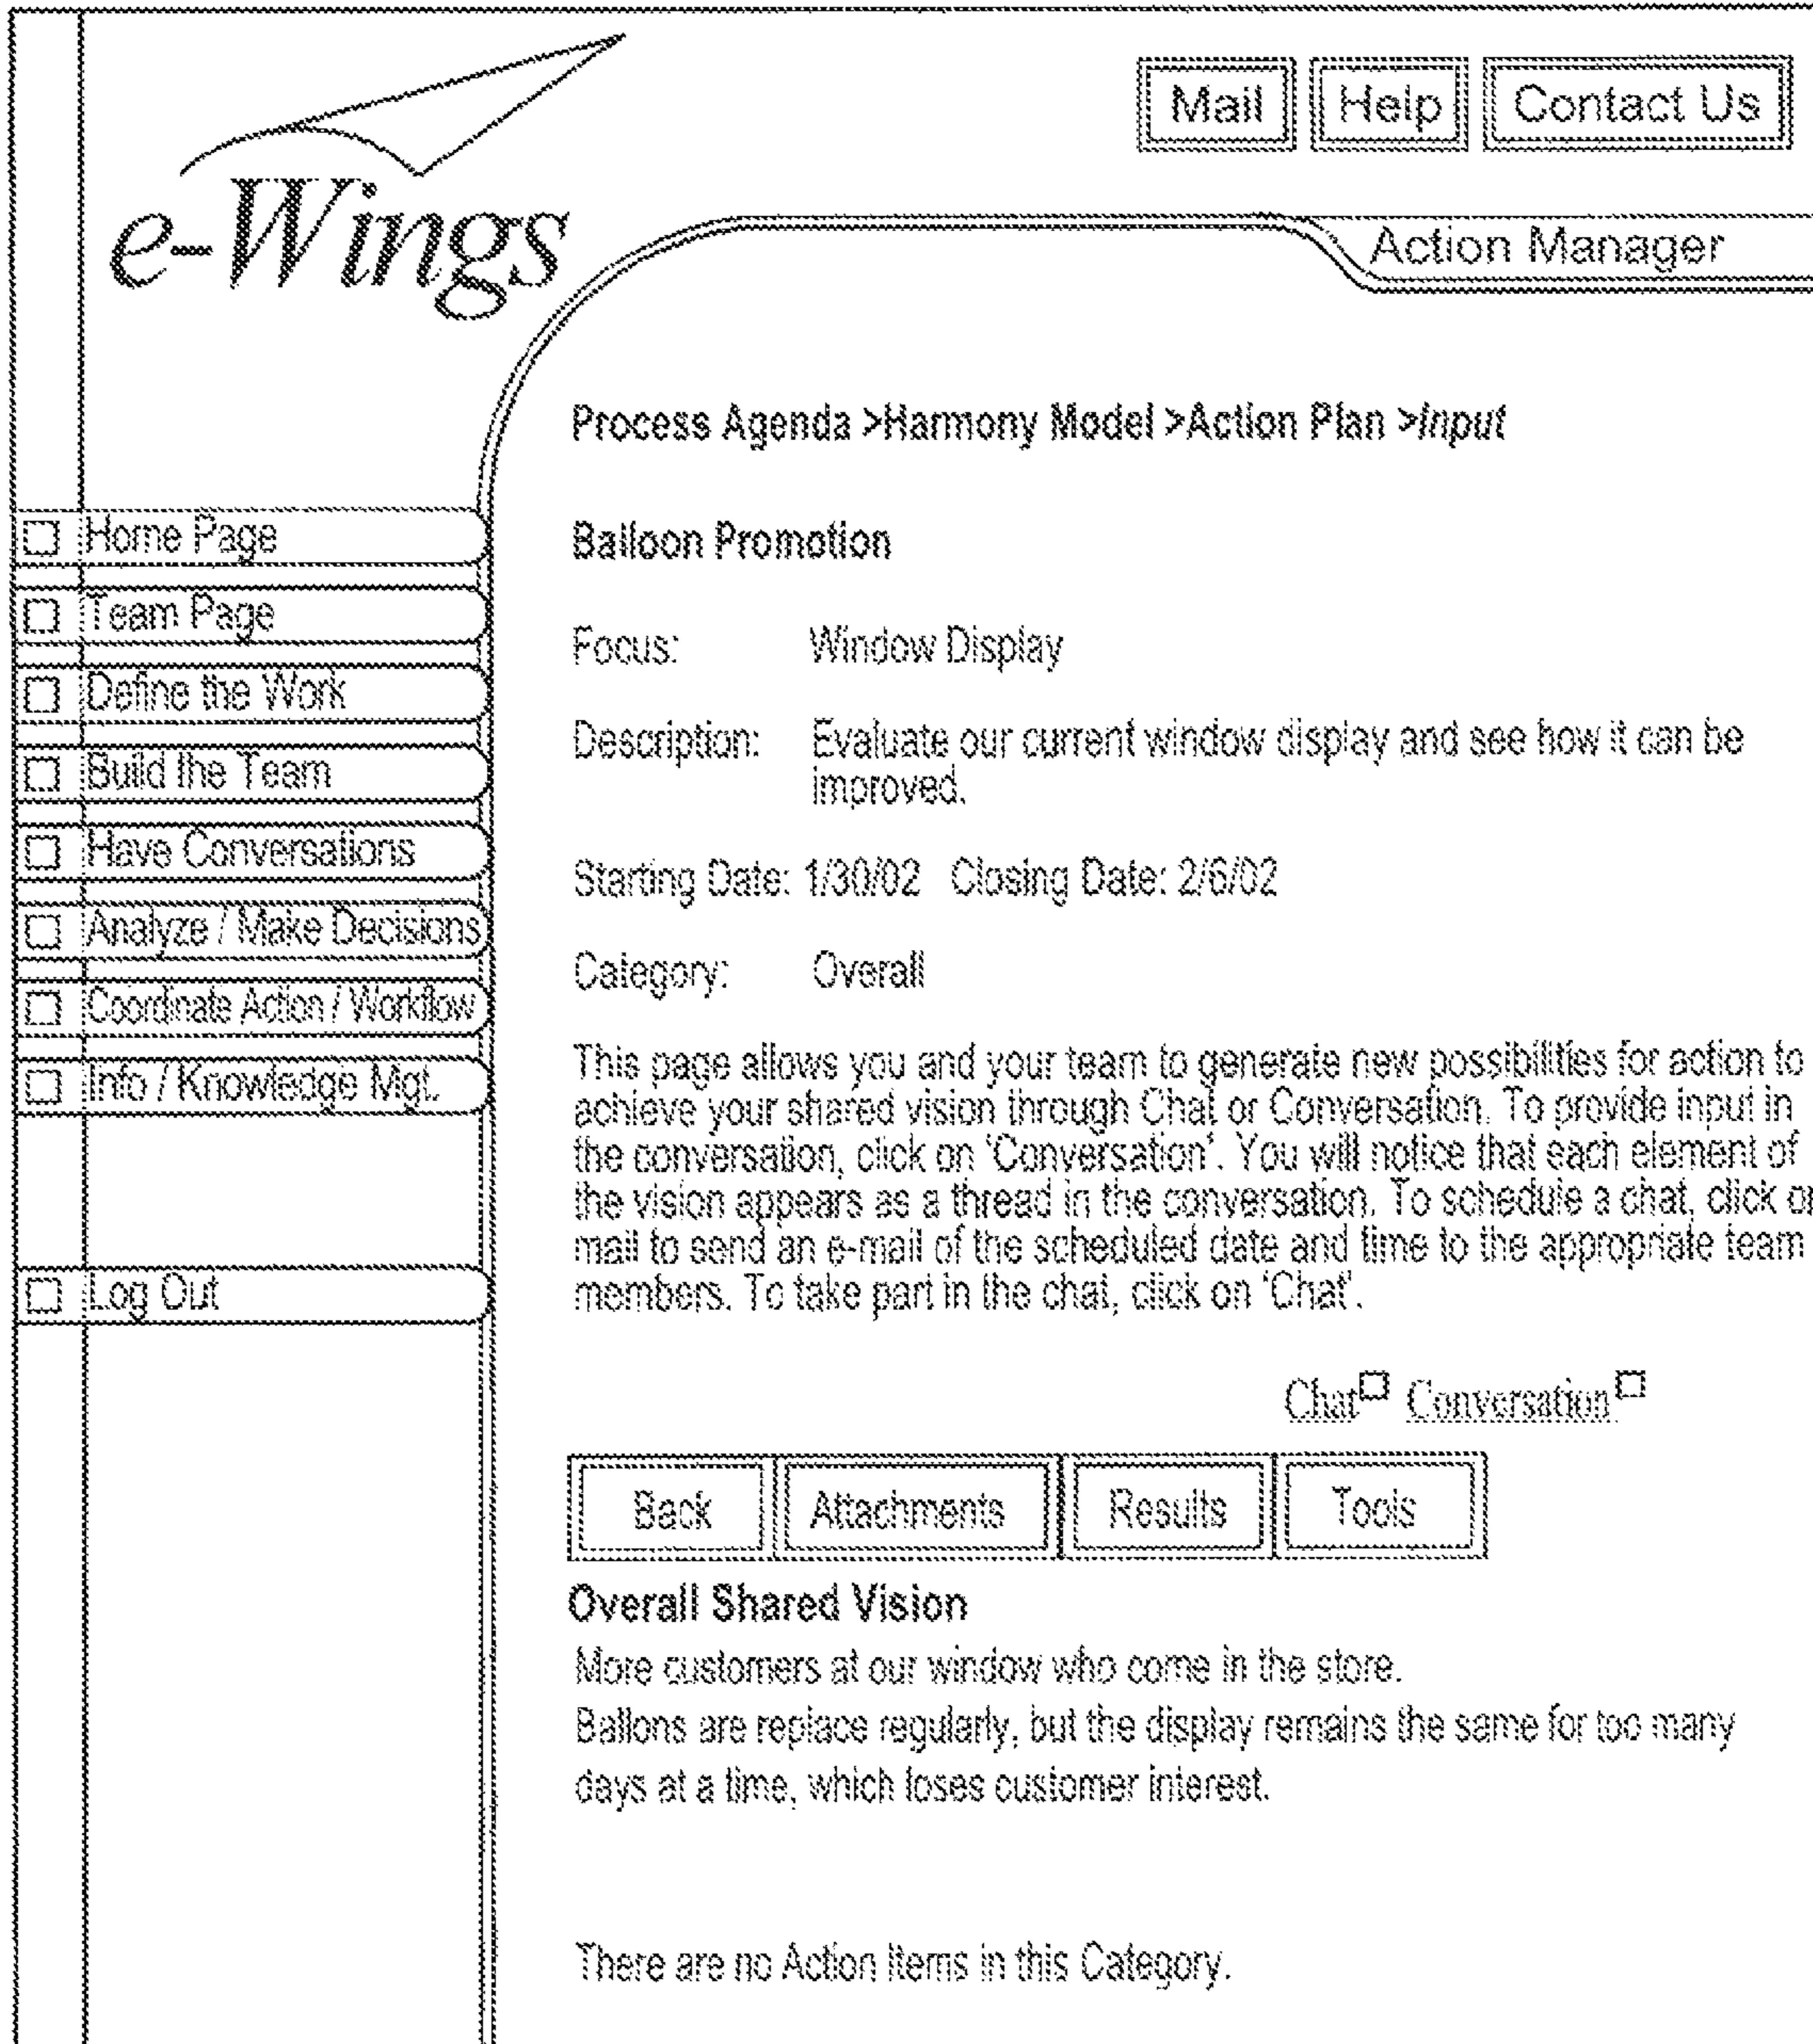 Mail Help Contact Us
e-Wings
Action Manager
Process Agenda >Harmony Model >Action Plan >Input
Home Page
Team Page
Define the Work
Build the Team
Have Conversations
Analyze / Make Decisions
Coordinate Action / Workflow
Info / Knowledge Mgt.
Log Out
Balloon Promotion
Focus: Window Display
Description: Evaluate our current window display and see how it can be
improved.
Starting Date: 1/30/02 Closing Date: 2/6/02
Category: Overall
This page allows you and your team to generate new possibilities for action to
achieve your shared vision through Chat or Conversation. To provide input in
the conversation, click on 'Conversation'. You will notice that each element of
the vision appears as a thread in the conversation. To schedule a chat, click on
mail to send an e-mail of the scheduled date and time to the appropriate team
members. To take part in the chat, click on 'Chat'.
Chat Conversation
Back Attachments Results Tools
Overall Shared Vision
More customers at our window who come in the store.
Ballons are replace regularly, but the display remains the same for too many
days at a time, which loses customer interest.
There are no Action Items in this Category.